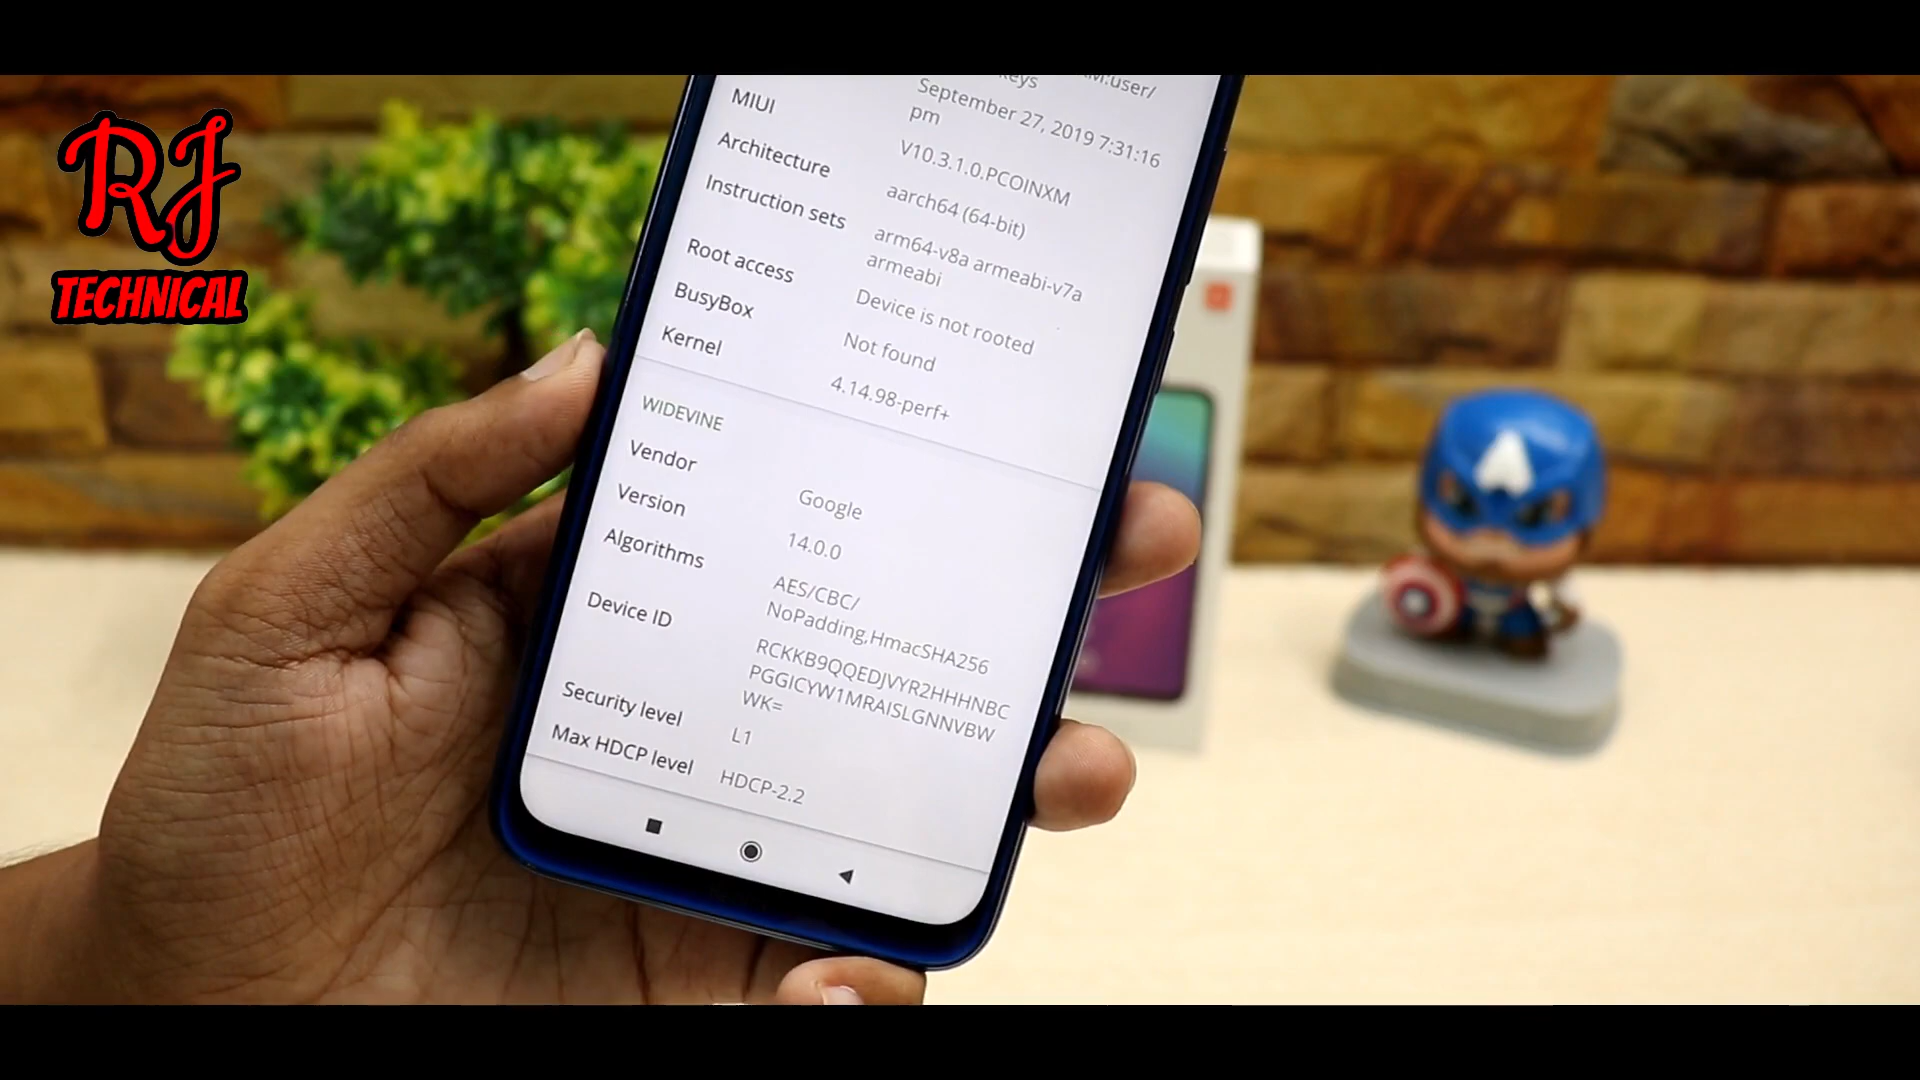 RJ
TECHNICAL
keys
M:user/
September 27, 2019 7:31:16
pm
MIUI
V10.3.1.0.PCOINXM
Architecture
aarch64 (64-bit)
Instruction sets
arm64-v8a armeabi-v7a
armeabi
Root access
Device is not rooted
BusyBox
Not found
Kernel
4.14.98-perf+
WIDEVINE
Vendor
Google
Version
14.0.0
Algorithms
AES/CBC/
NoPadding,HmacSHA256
Device ID
RCKKB9QQEDJVYR2HHHNBC
PGGICYW1MRAISLGNNVBW
WK=
Security level
L1
Max HDCP level
HDCP-2.2